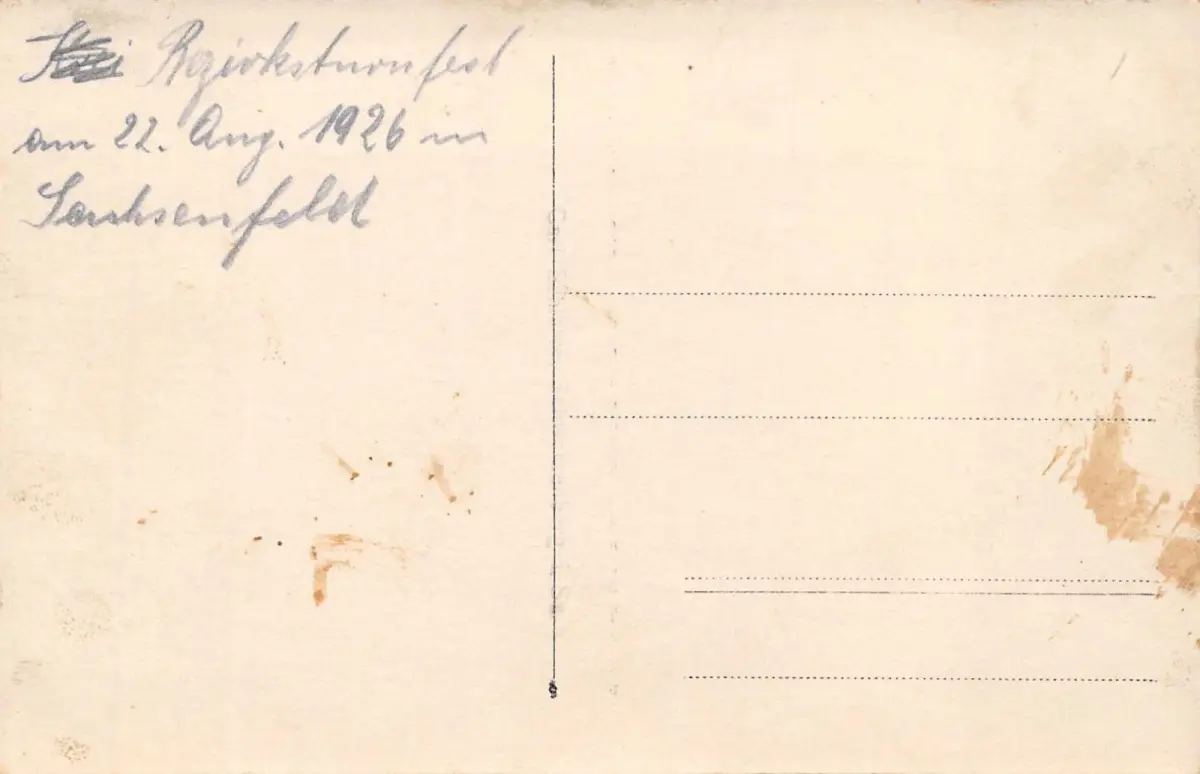 Bezirksturnfest
am 22. Aug. 1926 in
Sachsenfeld